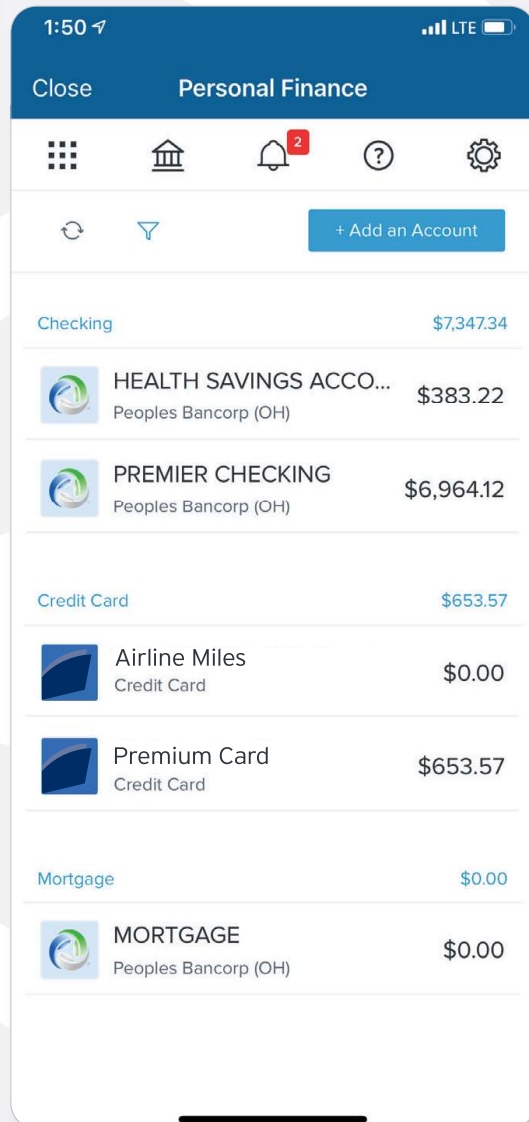 1:50
LTE
Close
Personal Finance
2
?
+ Add an Account
Checking $7,347.34
HEALTH SAVINGS ACCO... $383.22
Peoples Bancorp (OH)
PREMIER CHECKING $6,964.12
Peoples Bancorp (OH)
Credit Card $653.57
Airline Miles $0.00
Credit Card
Premium Card $653.57
Credit Card
Mortgage $0.00
MORTGAGE $0.00
Peoples Bancorp (OH)